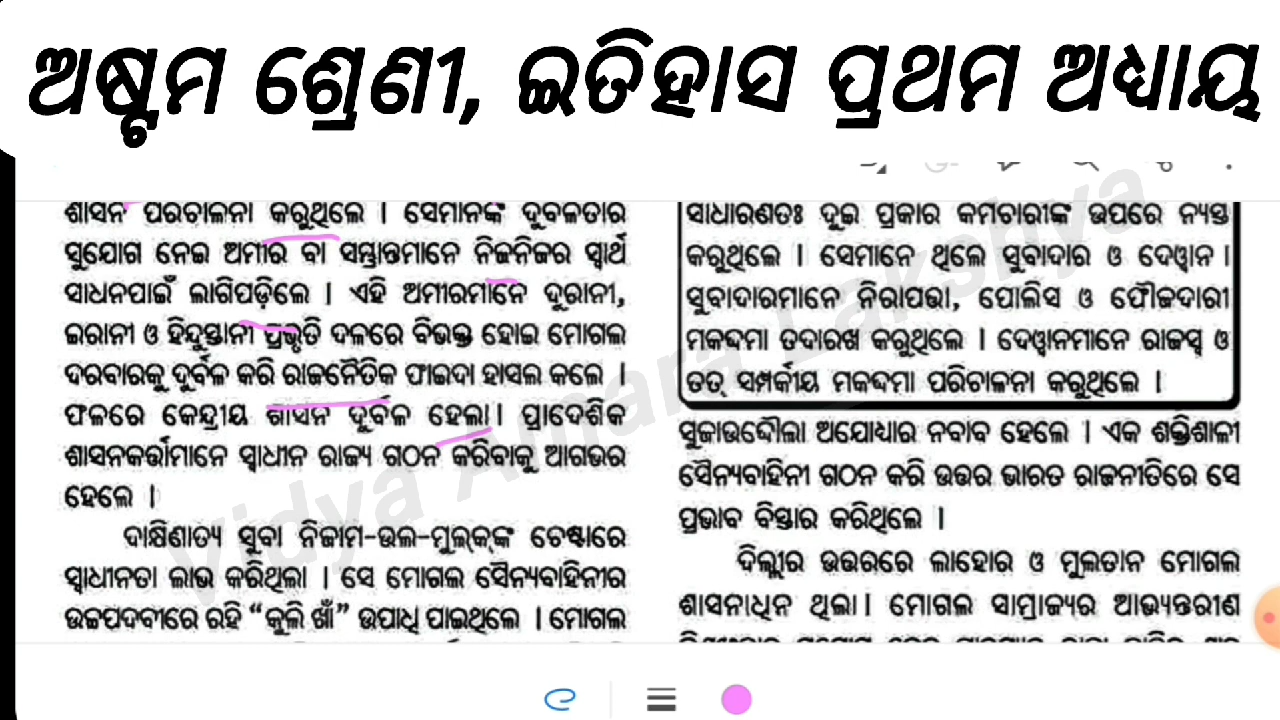 ଅଷ୍ଟମ ଶ୍ରେଣୀ, ଇତିହାସ ପ୍ରଥମ ଅଧ୍ୟାୟ
ଶାସନ ପରିଚାଳନା କରୁଥିଲେ । ସେମାନଙ୍କ ଦୁର୍ବଳତାର
ସୁଯୋଗ ନେଇ ଅମୀର ବା ସମ୍ଭ୍ରାନ୍ତମାନେ ନିଜନିଜର ସ୍ୱାର୍ଥ
ସାଧନପାଇଁ ଲାଗିପଡ଼ିଲେ । ଏହି ଅମୀରମାନେ ଦୁରାନୀ,
ଇରାନୀ ଓ ହିନ୍ଦୁସ୍ତାନୀ ପ୍ରଭୃତି ଦଳରେ ବିଭକ୍ତ ହୋଇ ମୋଗଲ
ଦରବାରକୁ ଦୁର୍ବଳ କରି ରାଜନୈତିକ ଫାଇଦା ହାସଲ କଲେ ।
ଫଳରେ କେନ୍ଦ୍ରୀୟ ଶାସନ ଦୁର୍ବଳ ହେଲା। ପ୍ରାଦେଶିକ
ଶାସନକର୍ତ୍ତାମାନେ ସ୍ୱାଧୀନ ରାଜ୍ୟ ଗଠନ କରିବାକୁ ଆଗଭର
ହେଲେ ।
ଦାକ୍ଷିଣାତ୍ୟ ସୁବା ନିଜାମ-ଉଲ-ମୁଲ୍‌କ୍‌ଙ୍କ ଚେଷ୍ଟାରେ
ସ୍ୱାଧୀନତା ଲାଭ କରିଥିଲା । ସେ ମୋଗଲ ସୈନ୍ୟବାହିନୀର
ଉଚ୍ଚପଦବୀରେ ରହି “କୁଲି ଖାଁ” ଉପାଧି ପାଇଥିଲେ । ମୋଗଲ
ସାଧାରଣତଃ ଦୁଇ ପ୍ରକାର କର୍ମଚାରୀଙ୍କ ଉପରେ ନ୍ୟସ୍ତ
କରୁଥିଲେ । ସେମାନେ ଥିଲେ ସୁବାଦାର ଓ ଦେୱାନ।
ସୁବାଦାରମାନେ ନିରାପତ୍ତା, ପୋଲିସ ଓ ଫୌଜଦାରୀ
ମକଦ୍ଦମା ତଦାରଖ କରୁଥିଲେ । ଦେୱାନମାନେ ରାଜସ୍ୱ ଓ
ତତ୍ ସମ୍ପର୍କୀୟ ମକଦ୍ଦମା ପରିଚାଳନା କରୁଥିଲେ ।
ସୁଜାଉଦ୍ଦୌଲା ଅଯୋଧ୍ୟାର ନବାବ ହେଲେ । ଏକ ଶକ୍ତିଶାଳୀ
ସୈନ୍ୟବାହିନୀ ଗଠନ କରି ଉତ୍ତର ଭାରତ ରାଜନୀତିରେ ସେ
ପ୍ରଭାବ ବିସ୍ତାର କରିଥିଲେ ।
ଦିଲ୍ଲୀର ଉତ୍ତରରେ ଲାହୋର ଓ ମୁଲତାନ ମୋଗଲ
ଶାସନାଧିନ ଥିଲା। ମୋଗଲ ସାମ୍ରାଜ୍ୟର ଆଭ୍ୟନ୍ତରୀଣ
Vidya Amara Lakshya